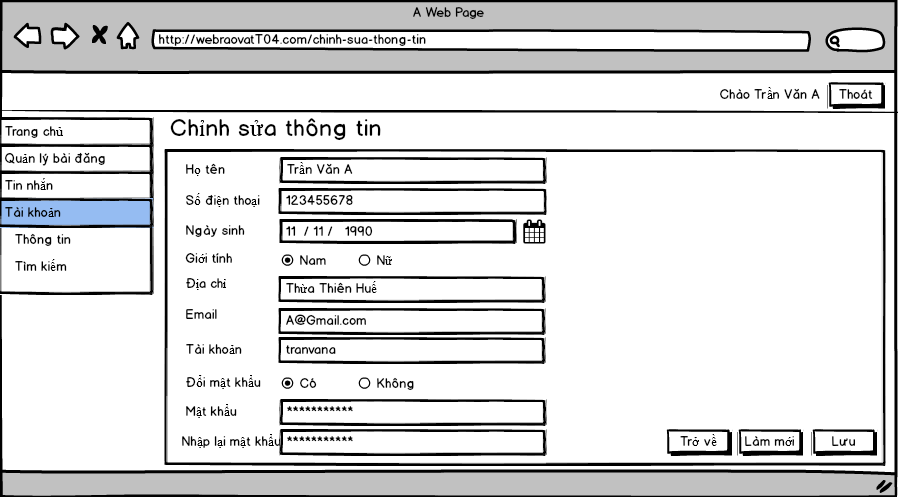 A Web Page
http://webraovatT04.com/chinh-sua-thong-tin
Chào Trần Văn A Thoát
Trang chủ
Quản lý bài đăng
Tin nhắn
Tài khoản
Thông tin
Tìm kiếm
Chỉnh sửa thông tin
Họ tên Trần Văn A
Số điện thoại 123455678
Ngày sinh 11 / 11 / 1990
Giới tính Nam Nữ
Địa chỉ Thừa Thiên Huế
Email A@Gmail.com
Tài khoản tranvana
Đổi mật khẩu Có Không
Mật khẩu ***********
Nhập lại mật khẩu ***********
Trở về Làm mới Lưu